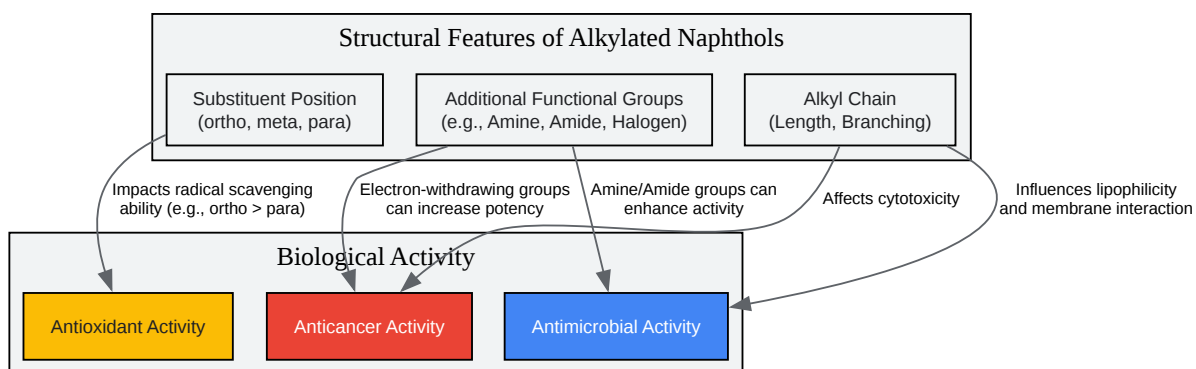 Structural Features of Alkylated Naphthols
Substituent Position
(ortho, meta, para)
Additional Functional Groups
(e.g., Amine, Amide, Halogen)
Alkyl Chain
(Length, Branching)
Impacts radical scavenging
ability (e.g., ortho > para)
Electron-withdrawing groups
can increase potency
Amine/Amide groups can
enhance activity
Affects cytotoxicity
Influences lipophilicity
and membrane interaction
Biological Activity
Antioxidant Activity
Anticancer Activity
Antimicrobial Activity